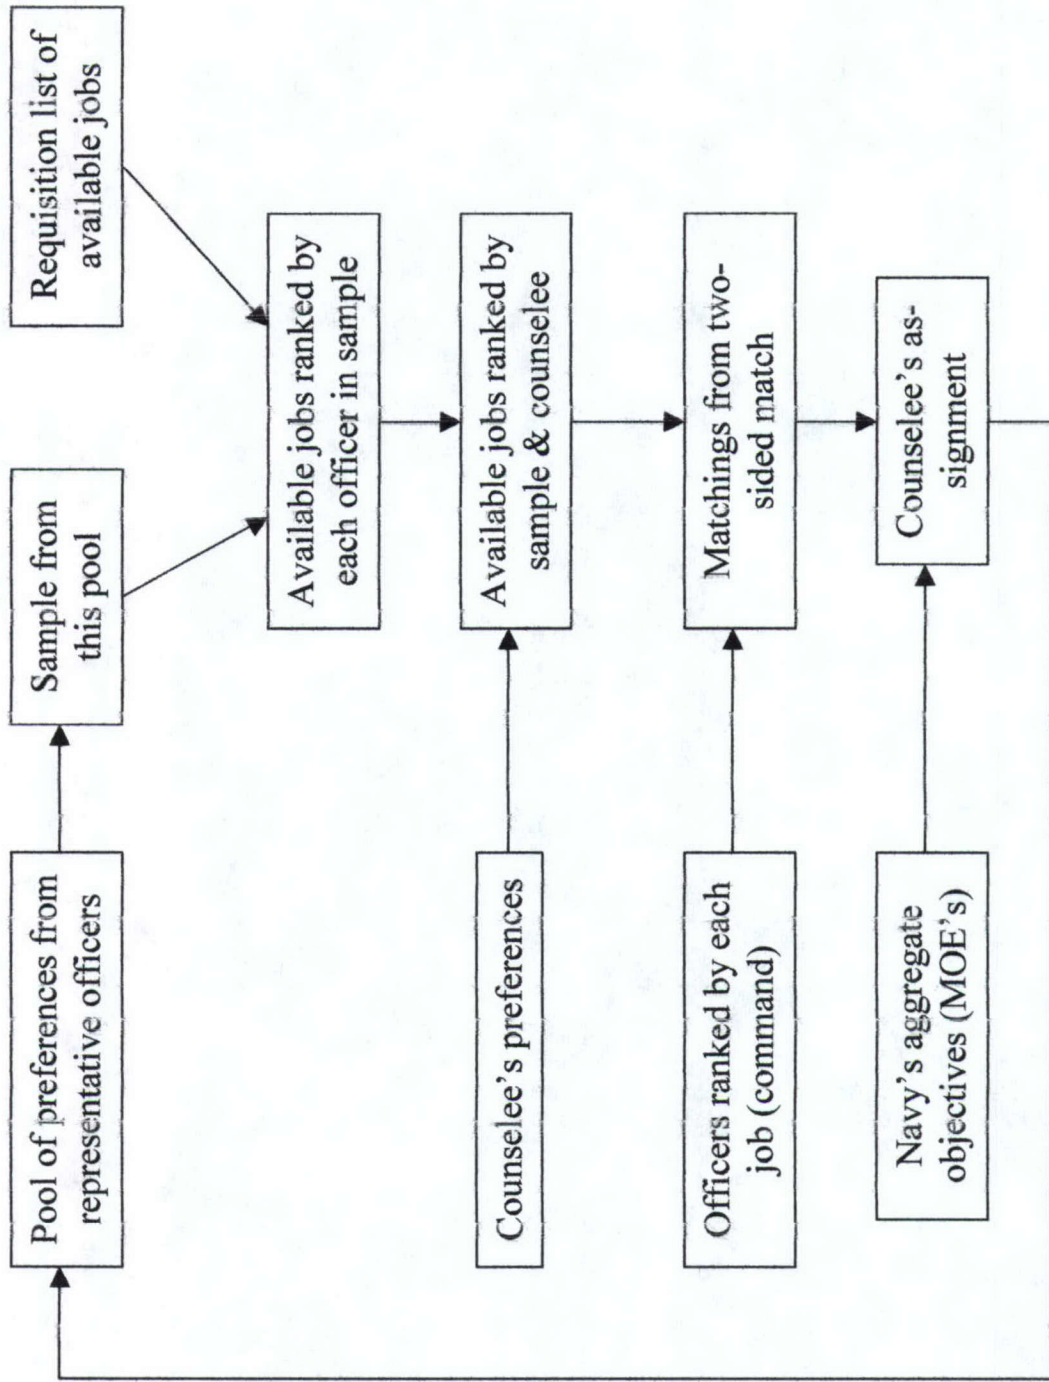 Pool of preferences from
representative officers
Sample from
this pool
Requisition list of
available jobs
Available jobs ranked by
each officer in sample
Counselee's preferences
Available jobs ranked by
sample & counselee
Officers ranked by each
job (command)
Matchings from two-
sided match
Navy's aggregate
objectives (MOE's)
Counselee's as-
signment